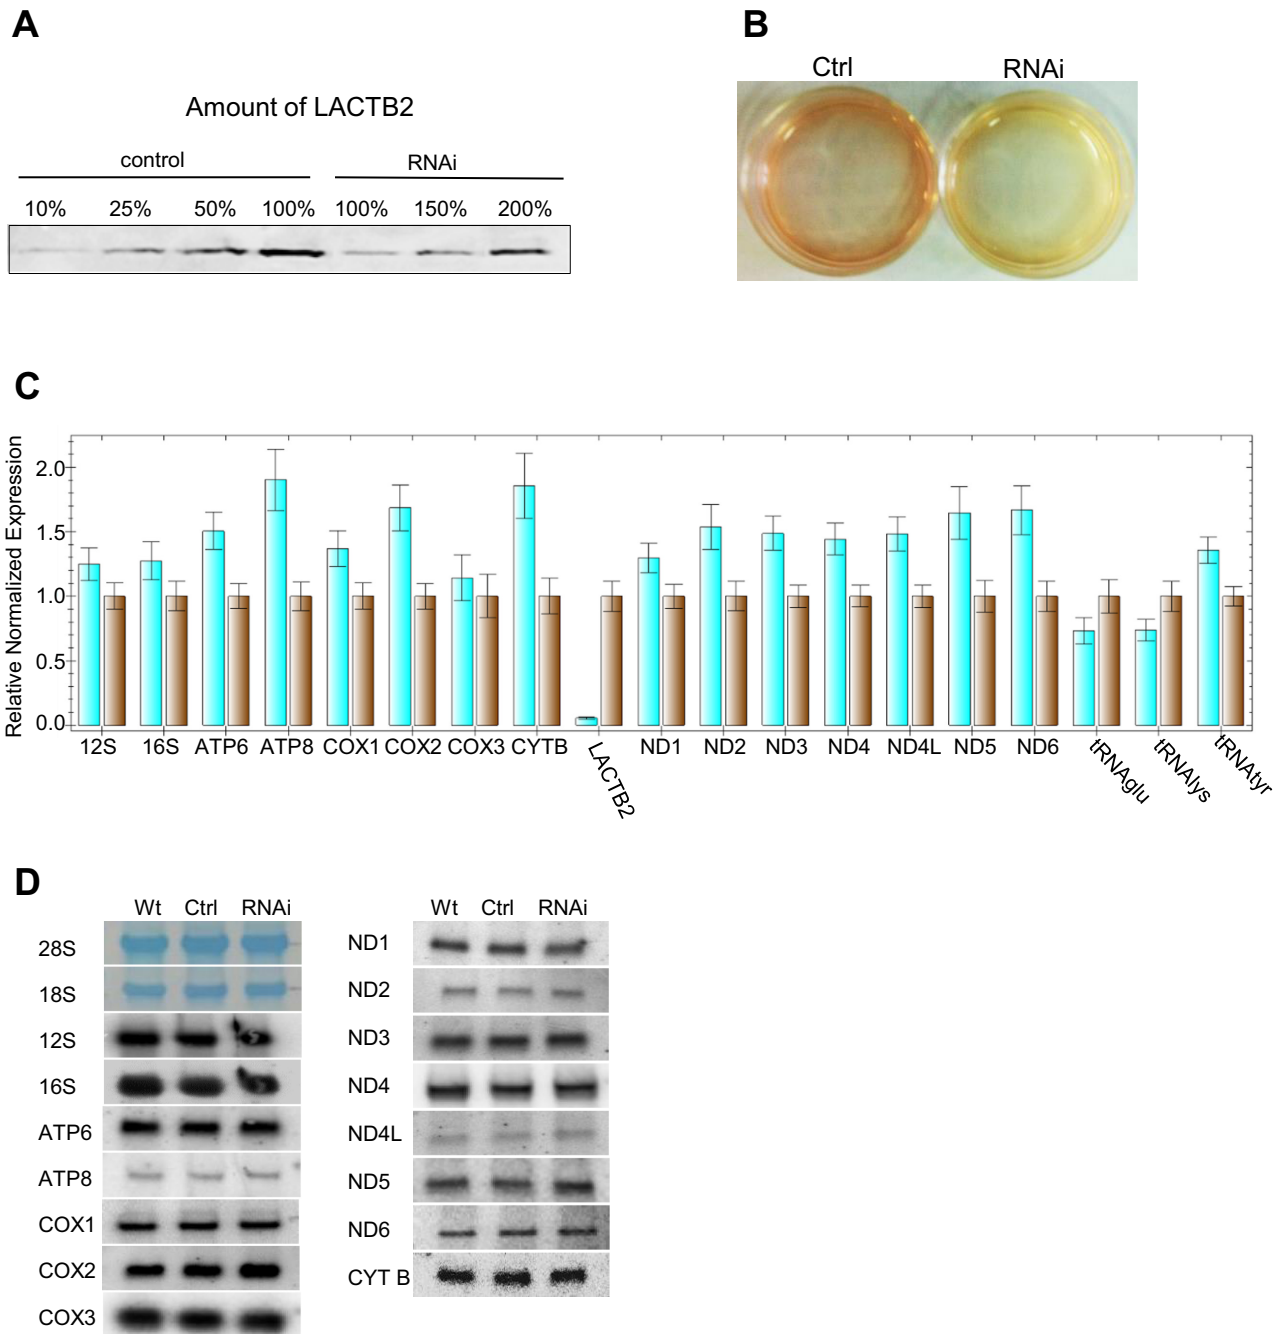 A
Amount of LACTB2
control RNAi
10% 25% 50% 100% 100% 150% 200%
B
Ctrl RNAi
C
Relative Normalized Expression
2.0
1.5
1.0
0.5
0.0
12S 16S ATP6 ATP8 COX1 COX2 COX3 CYTB LACTB2 ND1 ND2 ND3 ND4 ND4L ND5 ND6 tRNAglu tRNAlys tRNAtyr
D
Wt Ctrl RNAi
28S
18S
12S
16S
ATP6
ATP8
COX1
COX2
COX3
Wt Ctrl RNAi
ND1
ND2
ND3
ND4
ND4L
ND5
ND6
CYT B